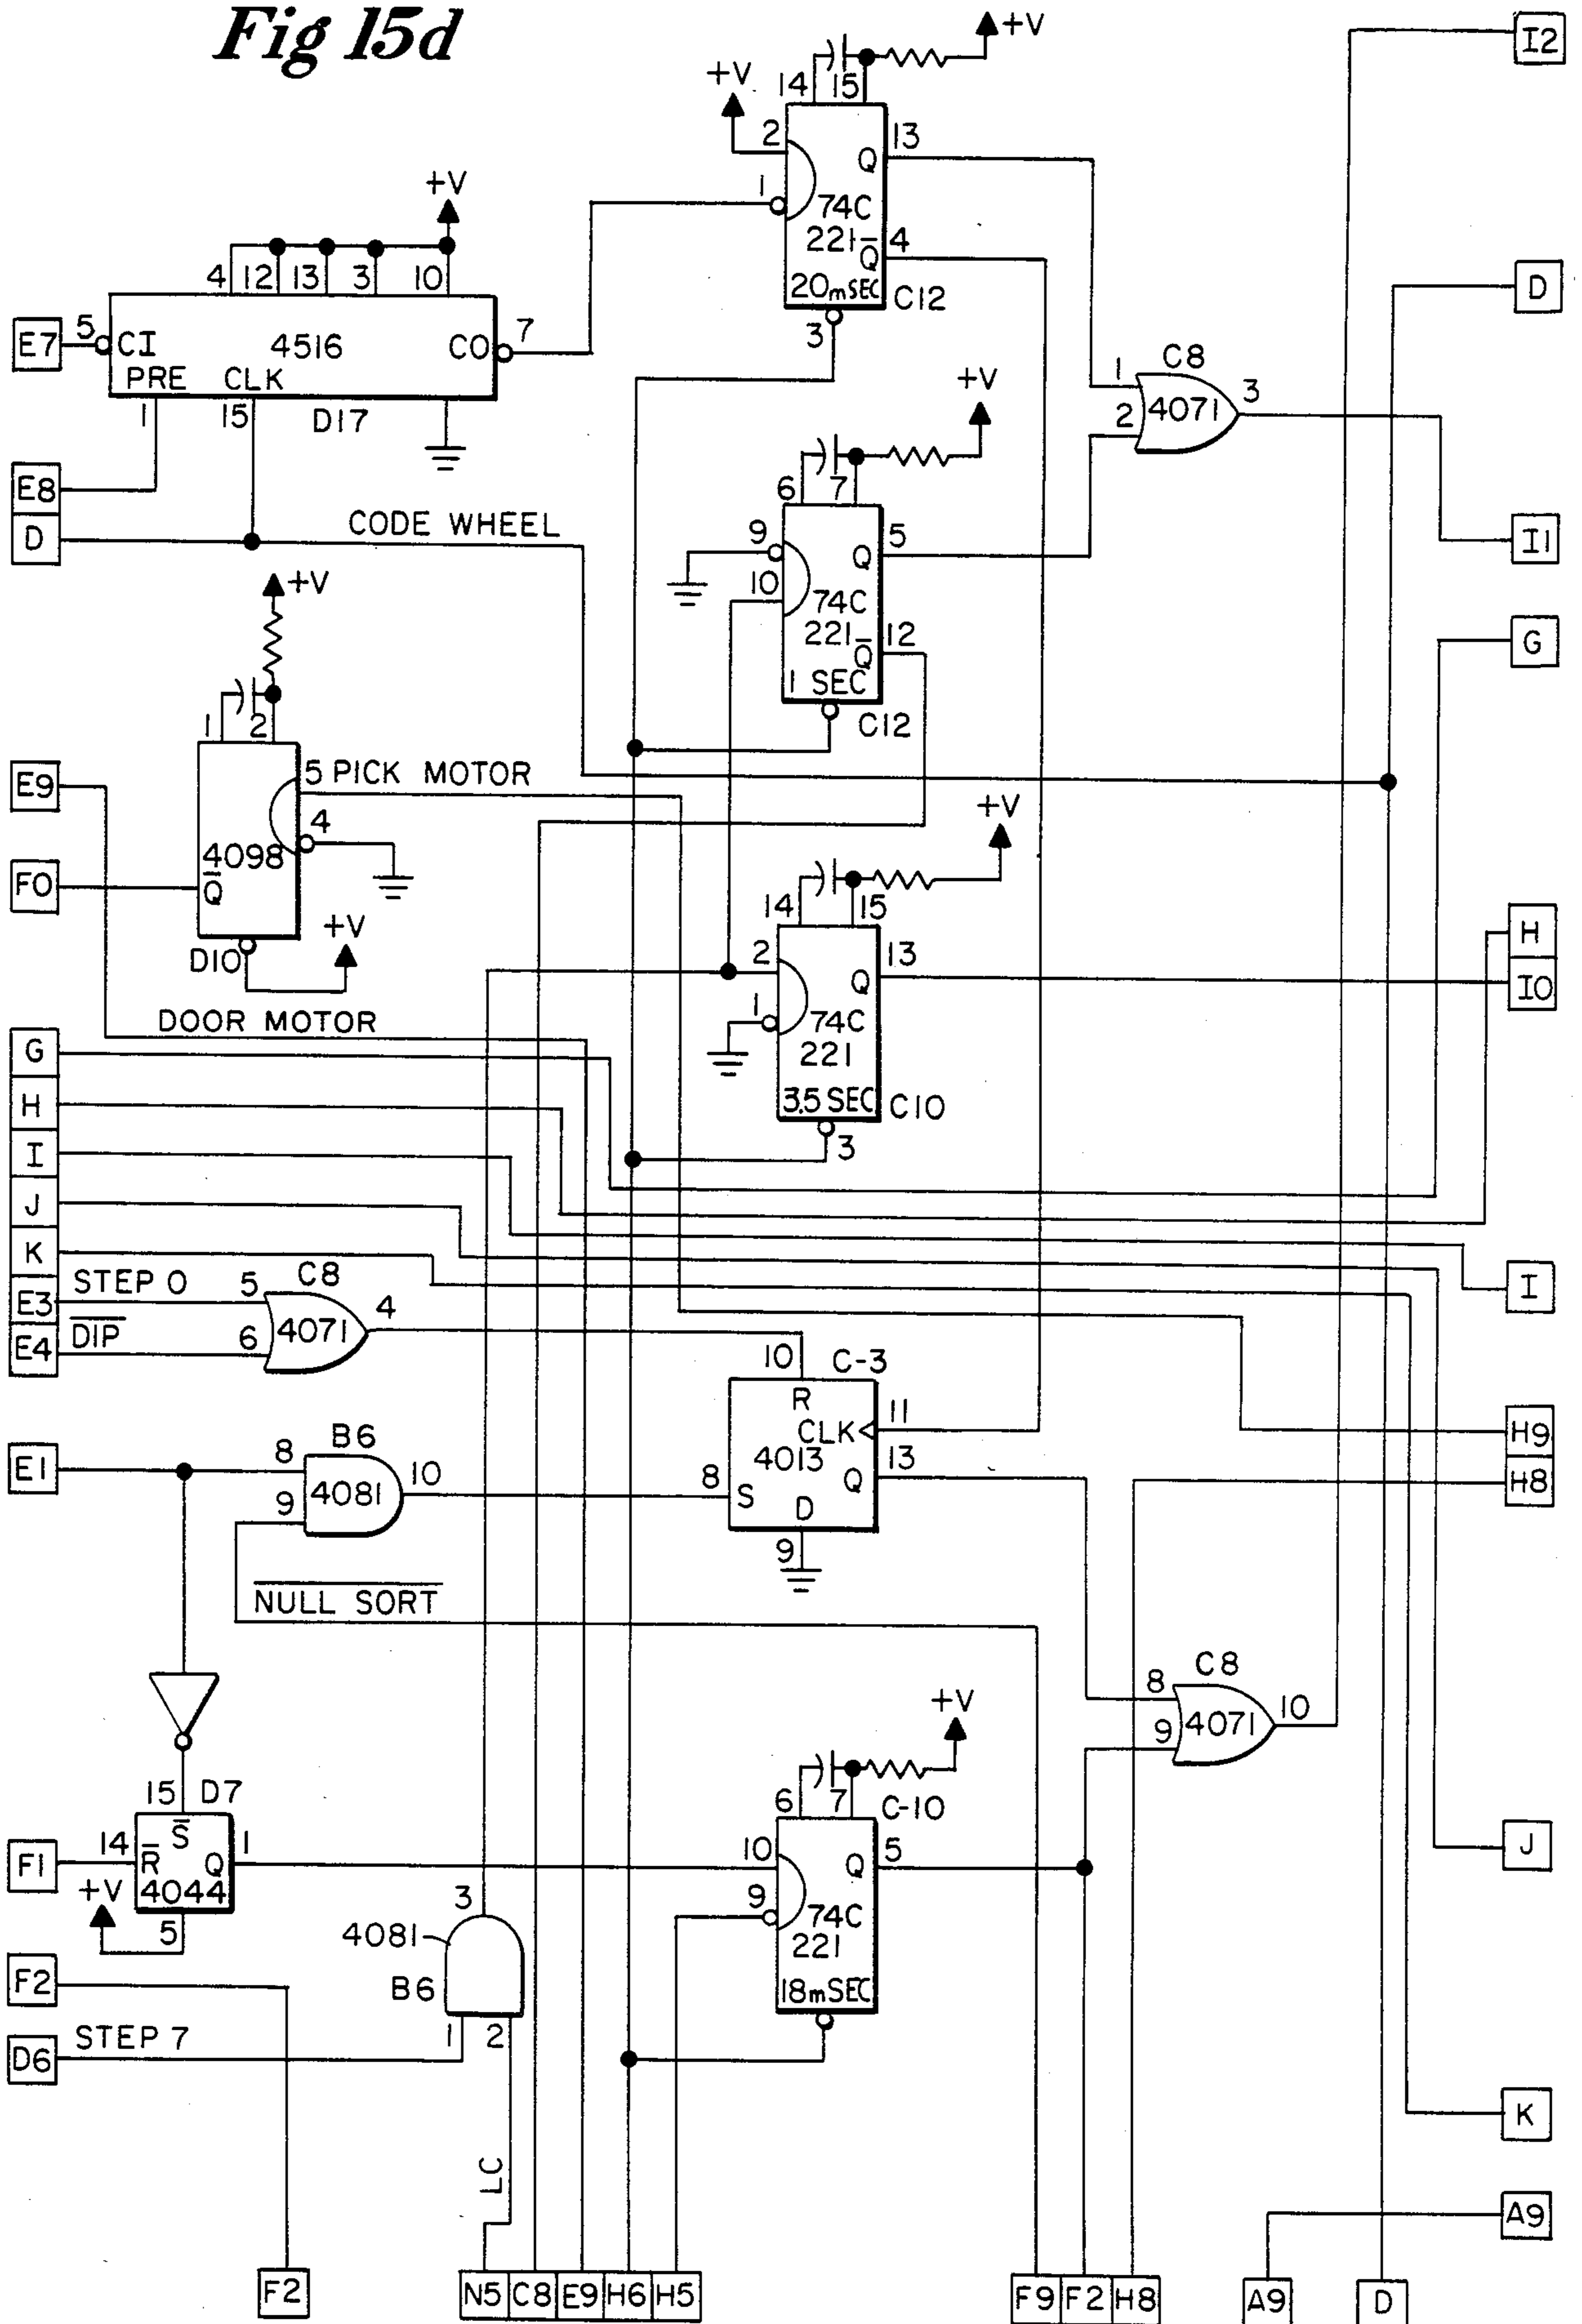 Fig 15d
+V
I2
+V
14 15
2 13
Q
1 74C
221 Q̅ 4
20mSEC C12
3
D
+V
4 12 13 3 10
E7 5 CI 4516 CO 7
PRE CLK
1 15 D17
C8
1 4071 3
2
+V
E8
D CODE WHEEL
6 7
9 Q 5
10 74C
221 Q̅ 12
1 SEC
C12
I1
G
+V
1 2
E9 5 PICK MOTOR
4
4098
F0 Q̅
+V
D10
+V
14 15
2 Q 13
1 74C
221
3.5 SEC C10
3
H
I0
DOOR MOTOR
G
H
I
J
K
E3 STEP 0 5 C8
4071 4
E4 D̅I̅P̅ 6
I
10 C-3
R
CLK 11
4013
8 S Q 13
D
9
H9
H8
E1 8 B6
4081 10
9
N̅U̅L̅L̅ S̅O̅R̅T̅
C8
8 4071 10
9
+V
15 D7
S̅
F1 14 R̅ Q 1
+V 4044
5
6 7 C-10
10 Q 5
9 74C
221
18mSEC
J
3
4081
B6
F2
D6 STEP 7 1 2
K
LC
A9
F2 N5 C8 E9 H6 H5 F9 F2 H8 A9 D